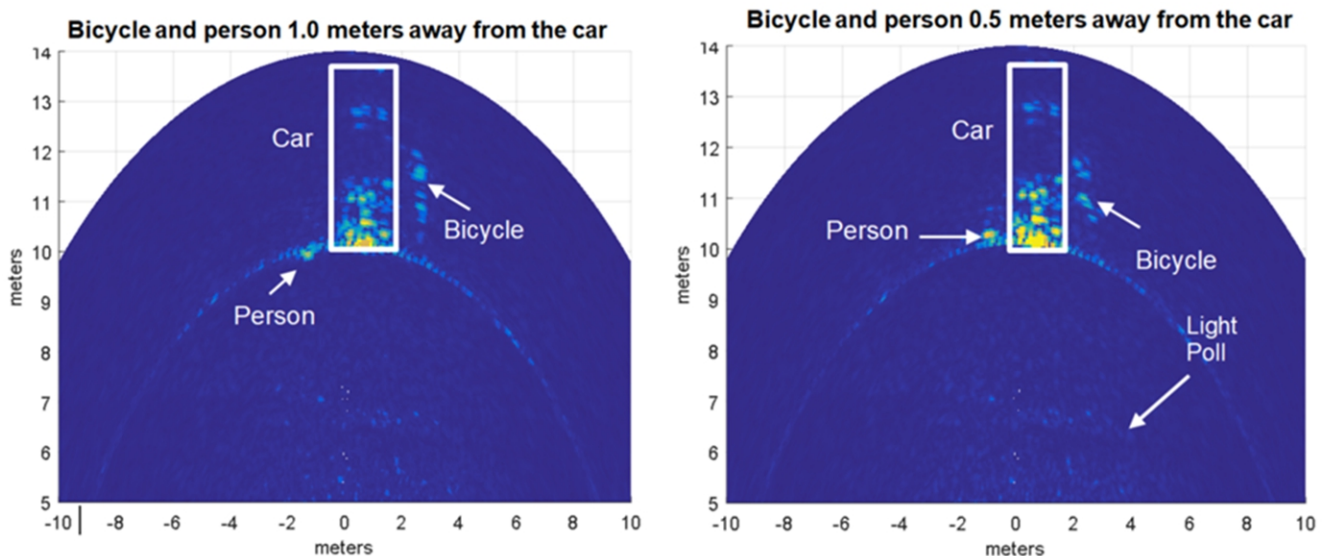 Bicycle and person 1.0 meters away from the car
14
13
12
11
10
9
8
7
6
5
meters
-10 -8 -6 -4 -2 0 2 4 6 8 10
meters
Car
Bicycle
Person
Bicycle and person 0.5 meters away from the car
14
13
12
11
10
9
8
7
6
5
meters
-10 -8 -6 -4 -2 0 2 4 6 8 10
meters
Car
Person
Bicycle
Light
Poll